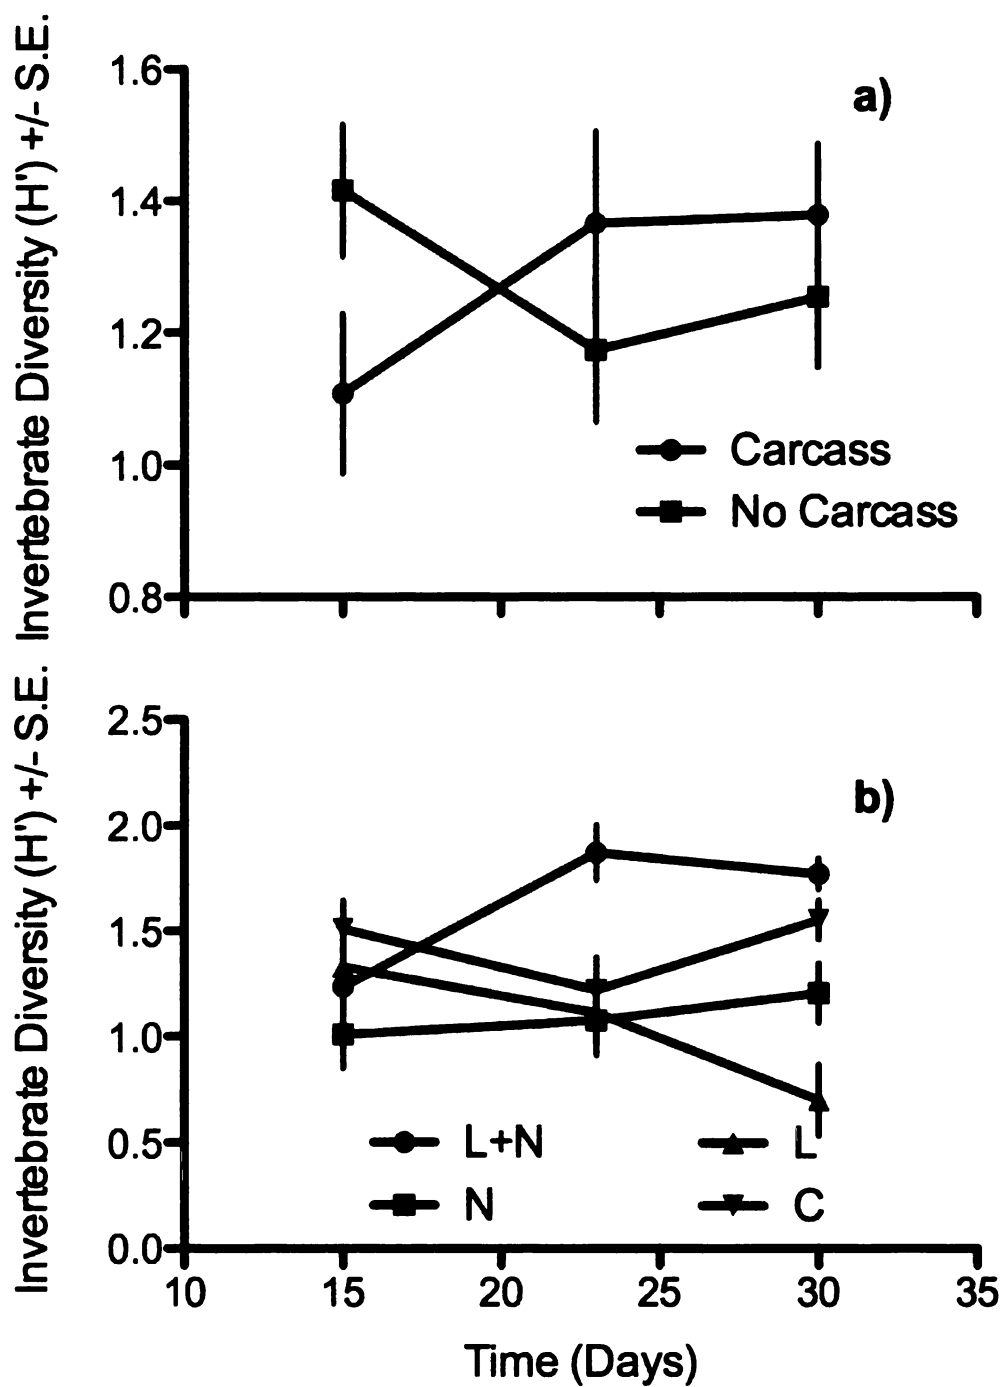 Invertebrate Diversity (H') +/- S.E.
1.6
1.4
1.2
1.0
0.8
a)
Carcass
No Carcass
Invertebrate Diversity (H') +/- S.E.
2.5
2.0
1.5
1.0
0.5
0.0
b)
L+N
L
N
C
10 15 20 25 30 35
Time (Days)